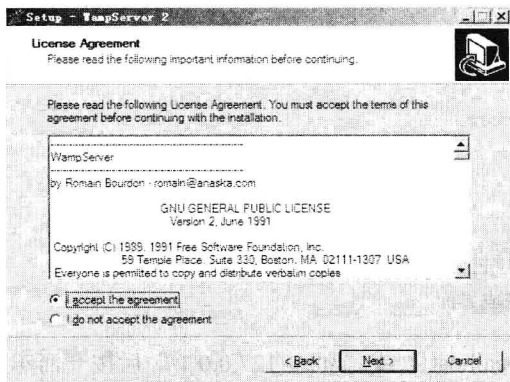 Setup - WampServer 2
License Agreement
Please read the following important information before continuing.
Please read the following License Agreement. You must accept the terms of this
agreement before continuing with the installation.
WampServer
by Romain Bourdon - romain@anaska.com
GNU GENERAL PUBLIC LICENSE
Version 2, June 1991
Copyright (C) 1989, 1991 Free Software Foundation, Inc.
59 Temple Place, Suite 330, Boston, MA 02111-1307 USA
Everyone is permitted to copy and distribute verbatim copies
I accept the agreement
I do not accept the agreement
< Back
Next >
Cancel